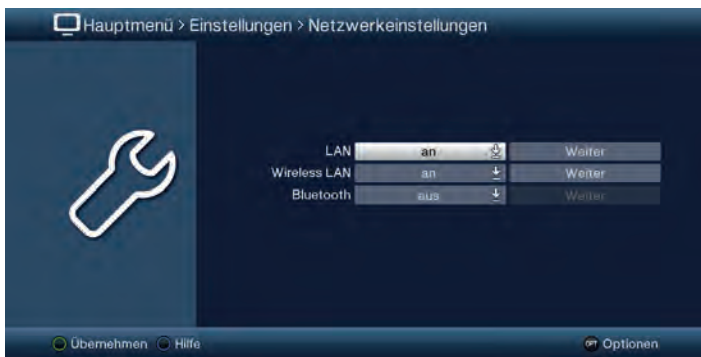 Hauptmenü > Einstellungen > Netzwerkeinstellungen
LAN an Weiter
Wireless LAN an Weiter
Bluetooth aus Weiter
Übernehmen Hilfe OPT Optionen